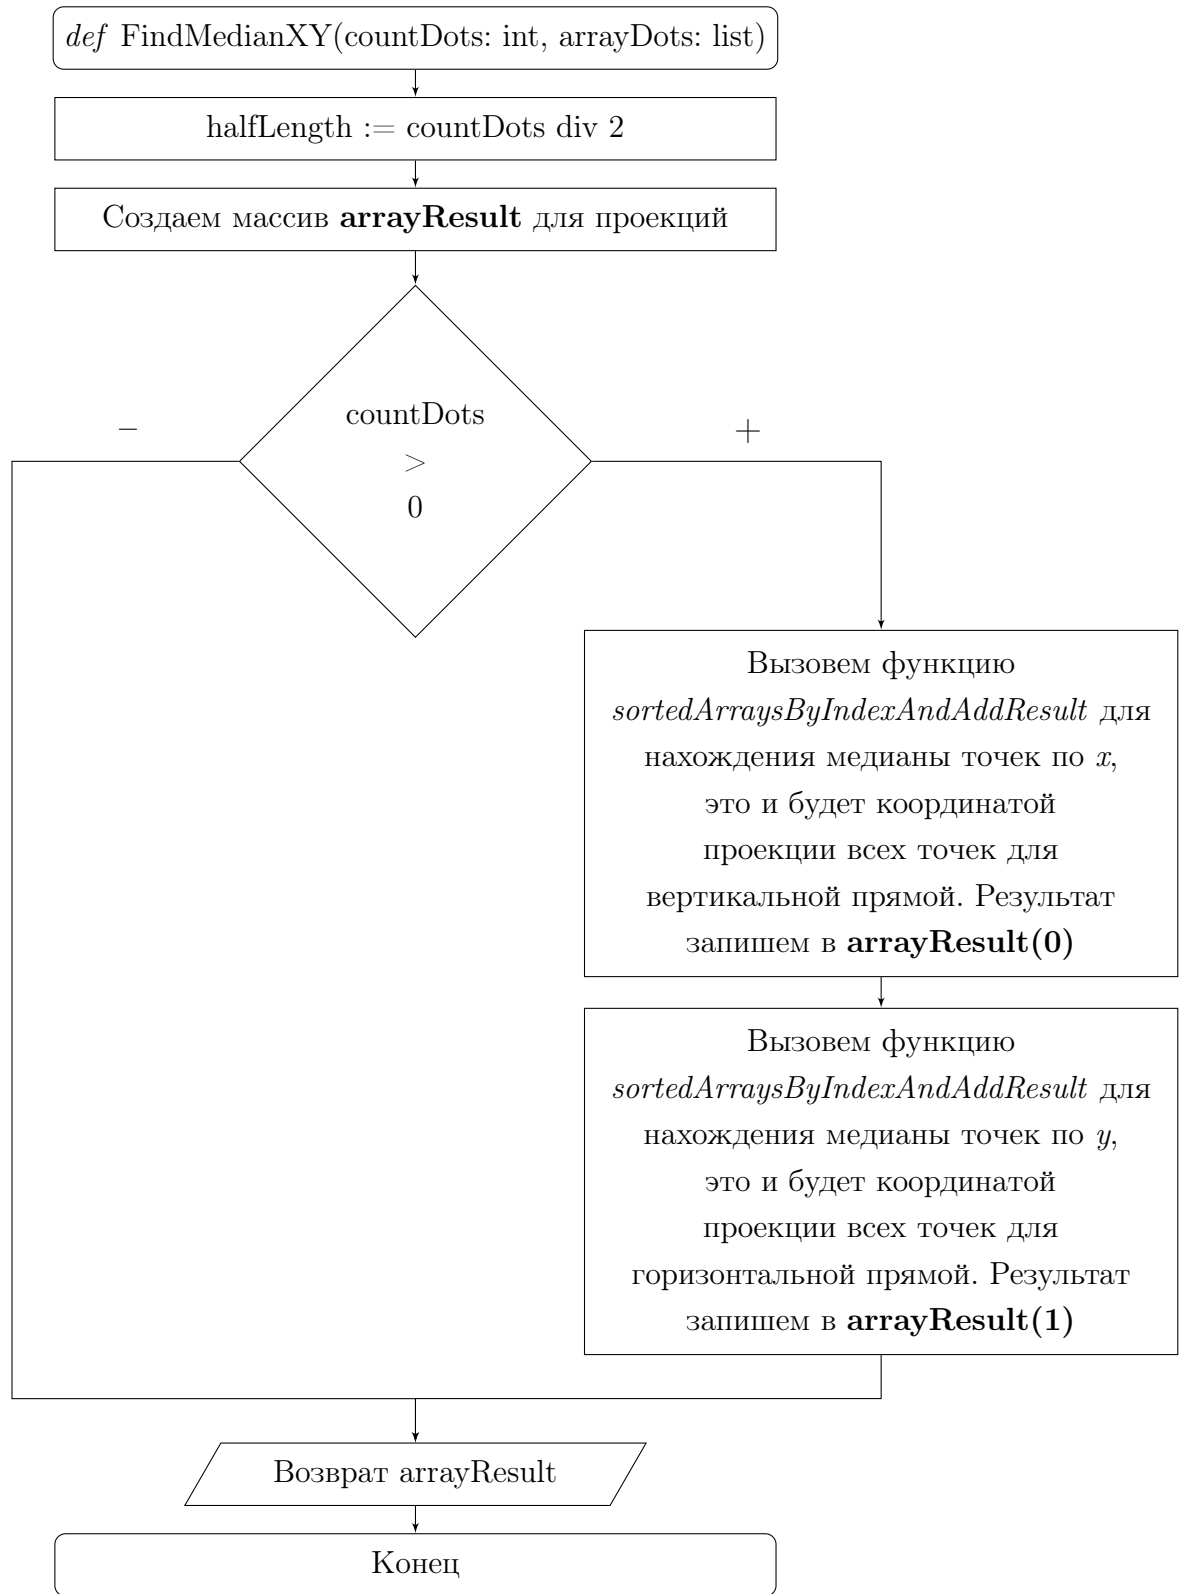 def FindMedianXY(countDots: int, arrayDots: list)
halfLength := countDots div 2
Создаем массив arrayResult для проекций
countDots
>
0
–
+
Вызовем функцию
sortedArraysByIndexAndAddResult для
нахождения медианы точек по x,
это и будет координатой
проекции всех точек для
вертикальной прямой. Результат
запишем в arrayResult(0)
Вызовем функцию
sortedArraysByIndexAndAddResult для
нахождения медианы точек по y,
это и будет координатой
проекции всех точек для
горизонтальной прямой. Результат
запишем в arrayResult(1)
Возврат arrayResult
Конец